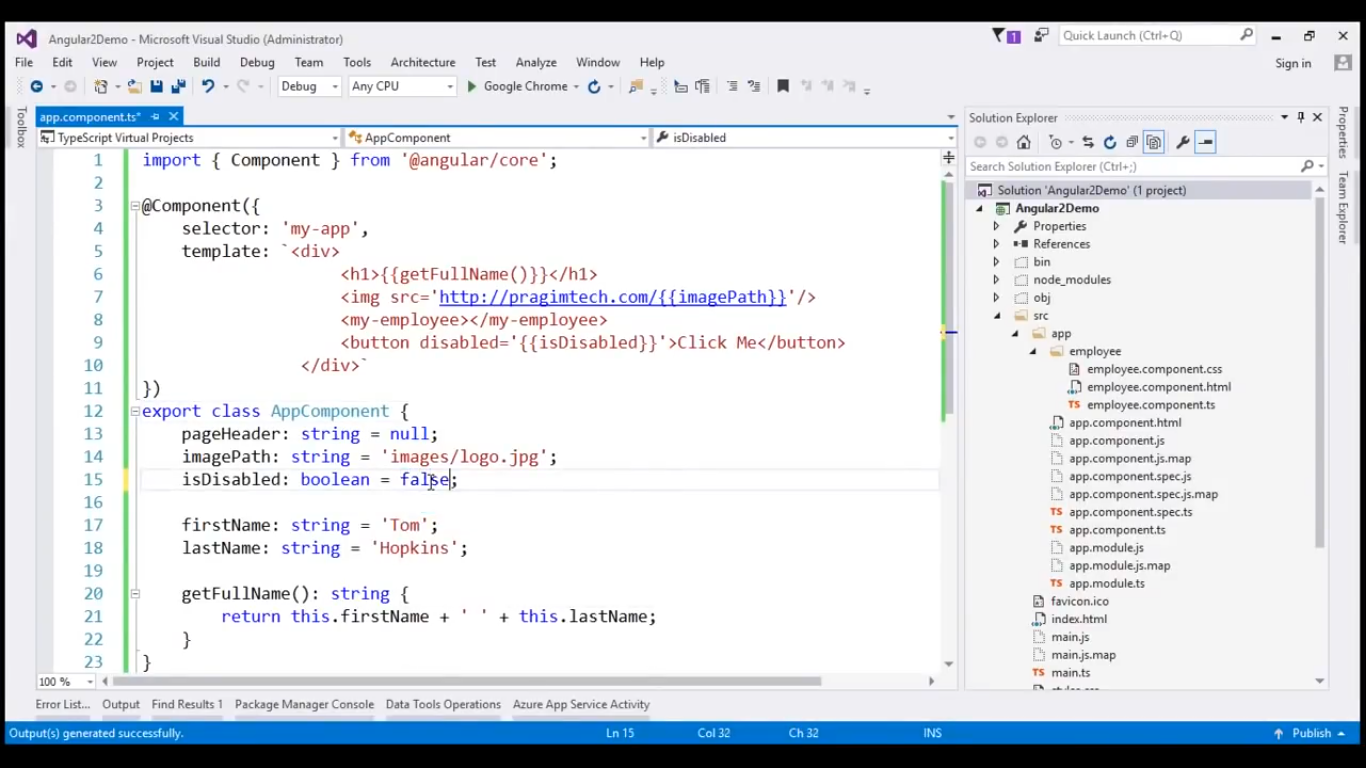 Angular2Demo - Microsoft Visual Studio (Administrator)
1
Quick Launch (Ctrl+Q)
File Edit View Project Build Debug Team Tools Architecture Test Analyze Window Help
Sign in
Debug Any CPU Google Chrome
Toolbox
app.component.ts*
TypeScript Virtual Projects AppComponent isDisabled
1 import { Component } from '@angular/core';
2
3 @Component({
4 selector: 'my-app',
5 template: `<div>
6 <h1>{{getFullName()}}</h1>
7 <img src='http://pragimtech.com/{{imagePath}}'/>
8 <my-employee></my-employee>
9 <button disabled='{{isDisabled}}'>Click Me</button>
10 </div>`
11 })
12 export class AppComponent {
13 pageHeader: string = null;
14 imagePath: string = 'images/logo.jpg';
15 isDisabled: boolean = false;
16
17 firstName: string = 'Tom';
18 lastName: string = 'Hopkins';
19
20 getFullName(): string {
21 return this.firstName + ' ' + this.lastName;
22 }
23 }
100 %
Solution Explorer
Search Solution Explorer (Ctrl+;)
Solution 'Angular2Demo' (1 project)
Angular2Demo
Properties
References
bin
node_modules
obj
src
app
employee
employee.component.css
employee.component.html
employee.component.ts
app.component.html
app.component.js
app.component.js.map
app.component.spec.js
app.component.spec.js.map
app.component.spec.ts
app.component.ts
app.module.js
app.module.js.map
app.module.ts
favicon.ico
index.html
main.js
main.js.map
main.ts
Properties
Team Explorer
Error List... Output Find Results 1 Package Manager Console Data Tools Operations Azure App Service Activity
Output(s) generated successfully. Ln 15 Col 32 Ch 32 INS Publish